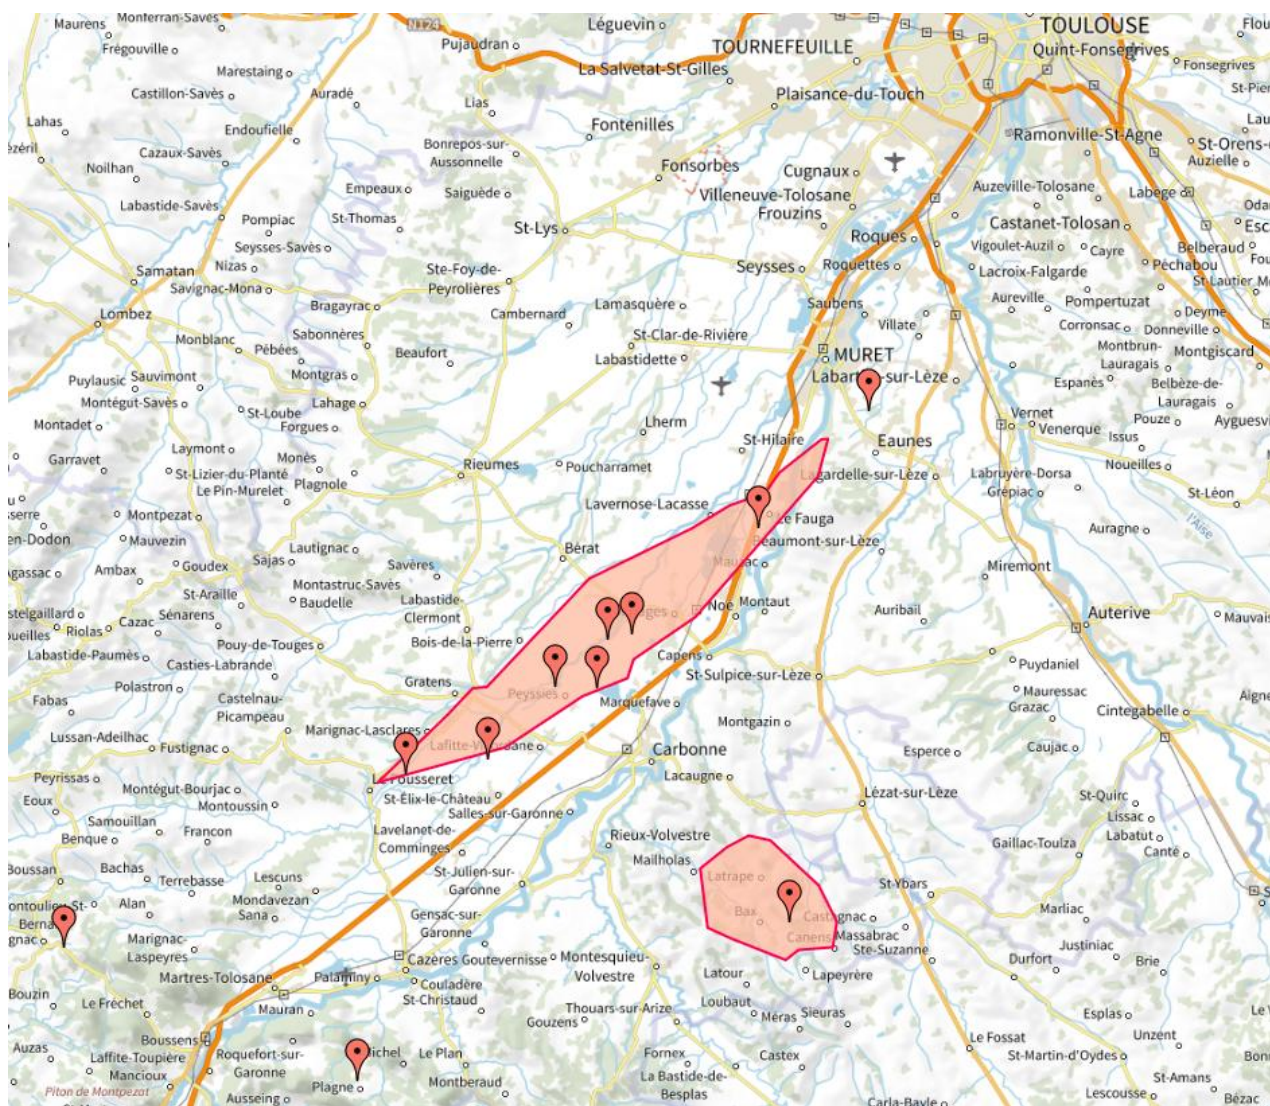 Maurens
Monferran-Savès
N124
Léguevin
TOULOUSE
Frégouville
Pujaudran
TOURNEFEUILLE
Quint-Fonsegrives
Fonsegrives
Marestaing
La Salvetat-St-Gilles
Castillon-Savès
Auradé
Lias
Plaisance-du-Touch
Lahas
Endoufielle
Fontenilles
Ramonville-St-Agne
St-Orens-
Cazaux-Savès
Bonrepos-sur-
Aussonnelle
Fonsorbes
Cugnaux
Auzielle
Noilhan
Empeaux
Saiguède
Villeneuve-Tolosane
Auzeville-Tolosane
Labege
Labastide-Savès
Frouzins
Pompiac
St-Thomas
St-Lys
Castanet-Tolosan
Seysses-Savès
Roques
Vigoulet-Auzil
Cayre
Belberaud
Samatan
Nizas
Ste-Foy-de-
Peyrolières
Seysses
Roquettes
Lacroix-Falgarde
Péchabou
Savignac-Mona
St-Lautier
Lombez
Bragayrac
Cambernard
Lamasquère
Saubens
Aureville
Pompertuzat
Deyme
Monblanc
Sabonnères
St-Clar-de-Rivière
Villate
Corronsac
Donneville
Pébées
Beaufort
Labastidette
MURET
Montbrun-
Lauragais
Montgiscard
Puylausic
Sauvimont
Montgras
Espanès
Belbèze-de-
Lauragais
Montégut-Savès
Lahage
St-Loube
Montadet
Forgues
Lherm
Vernet
Venerque
Pouze
Laymont
Monès
Rieumes
Poucharramet
St-Hilaire
Eaunes
Issus
Garravet
St-Lizier-du-Planté
Noueilles
Le Pin-Murelet
Plagnole
Lagardelle-sur-Lèze
Labruyère-Dorsa
Grépiac
St-Léon
Montpezat
Lavernose-Lacasse
Le Fauga
Auragne
l'Aïse
Mauvezin
Lautignac
Bérat
Beaumont-sur-Lèze
Goudex
Sajas
Savères
Mauzac
Miremont
Ambax
Montastruc-Savès
St-Araille
Baudelle
Labastide-
Clermont
Noé
Montaut
Auribail
Auterive
Sénarens
Cazac
Riolas
Pouy-de-Touges
Bois-de-la-Pierre
Labastide-Paumès
Casties-Labrande
Capens
St-Sulpice-sur-Lèze
Puydaniel
Polastron
Gratens
Peyssies
Fabas
Castelnau-
Picampeau
Marquefave
Mauressac
Grazac
Cintegabelle
Lussan-Adeilhac
Marignac-Lasclares
Montgazin
Fustignac
Carbonne
Esperce
Caujac
Peyrissas
Lacaugne
Montégut-Bourjac
St-Élix-le-Château
Eoux
Montoussin
Salles-sur-Garonne
Lézat-sur-Lèze
St-Quirc
Samouillan
Lissac
Benque
Francon
Lavelanet-de-
Comminges
Rieux-Volvestre
Gaillac-Toulza
Labatut
Mailholas
Canté
Boussan
Bachas
Terrebasse
Lescuns
St-Julien-sur-
Garonne
Latrape
St-Ybars
Alan
Mondavezan
Sana
Gensac-sur-
Garonne
Bax
Castagnac
Marliac
Marignac-
Laspeyres
Canens
Massabrac
Ste-Suzanne
Justiniac
Cazères
Goutevernisse
Montesquieu-
Volvestre
Durfort
Brie
Martres-Tolosane
Palaminy
Latour
Lapeyrère
Bouzin
Couladère
Le Fréchet
St-Christaud
Mauran
Thouars-sur-Arize
Loubaut
Méras
Sieuras
Esplas
Gouzens
Boussens
Unzent
Auzas
Roquefort-sur-
Garonne
Le Plan
Fornex
Castex
Le Fossat
St-Martin-d'Oydes
Laffite-Toupière
Mancioux
Plagne
Montberaud
La Bastide-de-
Besplas
St-Amans
Piton de Montpezat
Ausseing
Carla-Bayle
Lescousse
Bézac